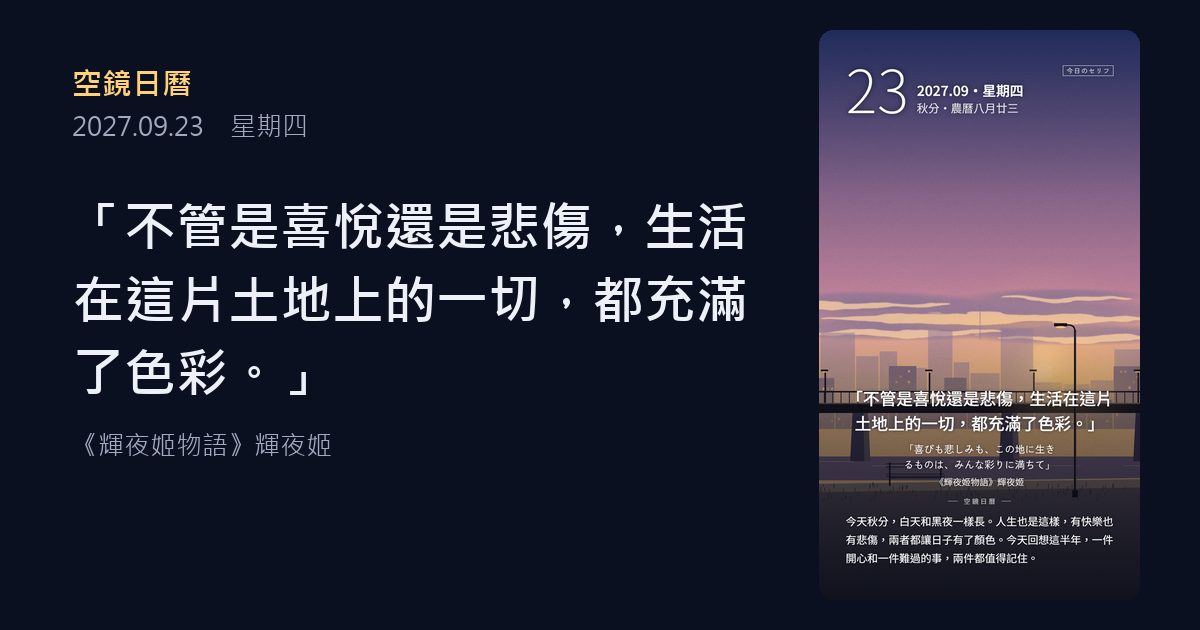 空鏡日曆
2027.09.23　星期四
「不管是喜悅還是悲傷，生活
在這片土地上的一切，都充滿
了色彩。」
《輝夜姬物語》輝夜姬
今日のセリフ
23
2027.09・星期四
秋分・農曆八月廿三
「不管是喜悅還是悲傷，生活在這片
土地上的一切，都充滿了色彩。」
「喜びも悲しみも、この地に生き
るものは、みんな彩りに満ちて」
《輝夜姬物語》輝夜姬
— 空鏡日曆 —
今天秋分，白天和黑夜一樣長。人生也是這樣，有快樂也
有悲傷，兩者都讓日子有了顏色。今天回想這半年，一件
開心和一件難過的事，兩件都值得記住。